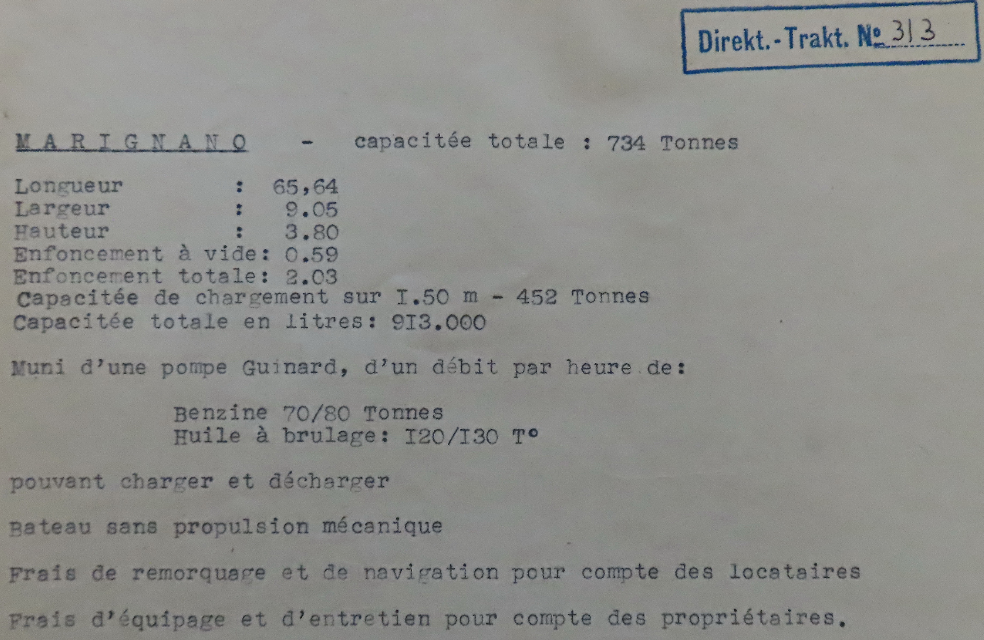 Direkt.-Trakt. Nº 313
MARIGNANO - capacitée totale : 734 Tonnes
Longueur : 65,64
Largeur : 9.05
Hauteur : 3.80
Enfoncement à vide: 0.59
Enfoncement totale: 2.03
Capacitée de chargement sur I.50 m - 452 Tonnes
Capacitée totale en litres: 9I3.000
Muni d'une pompe Guinard, d'un débit par heure de:
Benzine 70/80 Tonnes
Huile à brulage: I20/I30 Tº
pouvant charger et décharger
Bateau sans propulsion mécanique
Frais de remorquage et de navigation pour compte des locataires
Frais d'équipage et d'entretien pour compte des propriétaires.